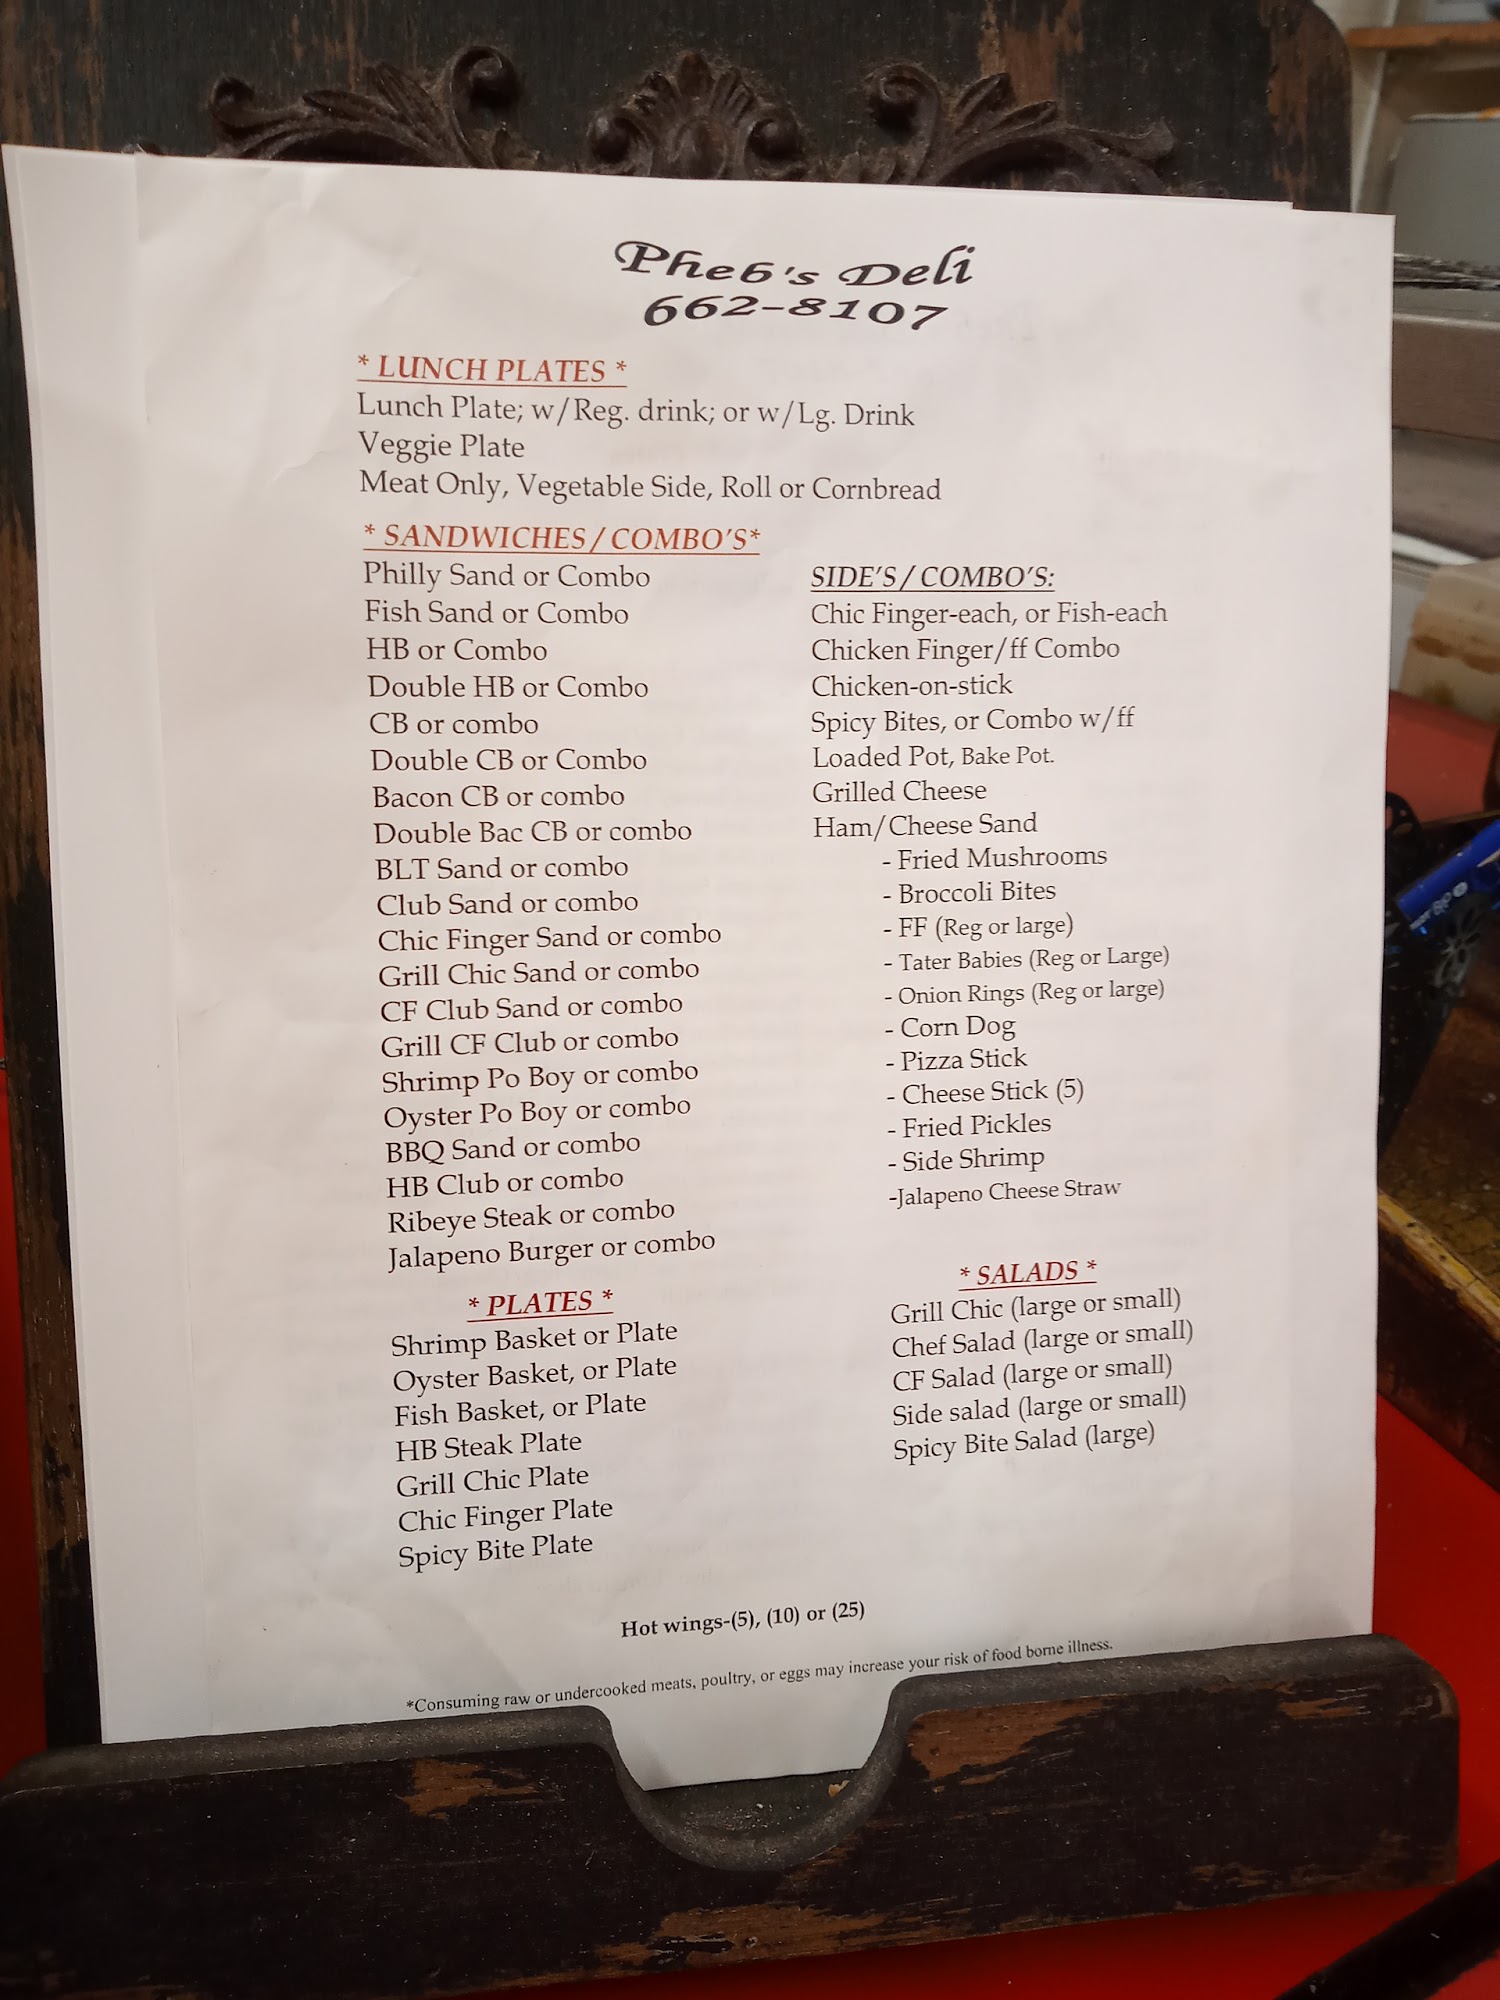 Pheb's Deli
662-8107
* LUNCH PLATES *
Lunch Plate; w/Reg. drink; or w/Lg. Drink
Veggie Plate
Meat Only, Vegetable Side, Roll or Cornbread
* SANDWICHES / COMBO'S*
Philly Sand or Combo
Fish Sand or Combo
HB or Combo
Double HB or Combo
CB or combo
Double CB or Combo
Bacon CB or combo
Double Bac CB or combo
BLT Sand or combo
Club Sand or combo
Chic Finger Sand or combo
Grill Chic Sand or combo
CF Club Sand or combo
Grill CF Club or combo
Shrimp Po Boy or combo
Oyster Po Boy or combo
BBQ Sand or combo
HB Club or combo
Ribeye Steak or combo
Jalapeno Burger or combo
SIDE'S / COMBO'S:
Chic Finger-each, or Fish-each
Chicken Finger/ff Combo
Chicken-on-stick
Spicy Bites, or Combo w/ff
Loaded Pot, Bake Pot.
Grilled Cheese
Ham/Cheese Sand
- Fried Mushrooms
- Broccoli Bites
- FF (Reg or large)
- Tater Babies (Reg or Large)
- Onion Rings (Reg or large)
- Corn Dog
- Pizza Stick
- Cheese Stick (5)
- Fried Pickles
- Side Shrimp
-Jalapeno Cheese Straw
* PLATES *
Shrimp Basket or Plate
Oyster Basket, or Plate
Fish Basket, or Plate
HB Steak Plate
Grill Chic Plate
Chic Finger Plate
Spicy Bite Plate
* SALADS *
Grill Chic (large or small)
Chef Salad (large or small)
CF Salad (large or small)
Side salad (large or small)
Spicy Bite Salad (large)
Hot wings-(5), (10) or (25)
*Consuming raw or undercooked meats, poultry, or eggs may increase your risk of food borne illness.